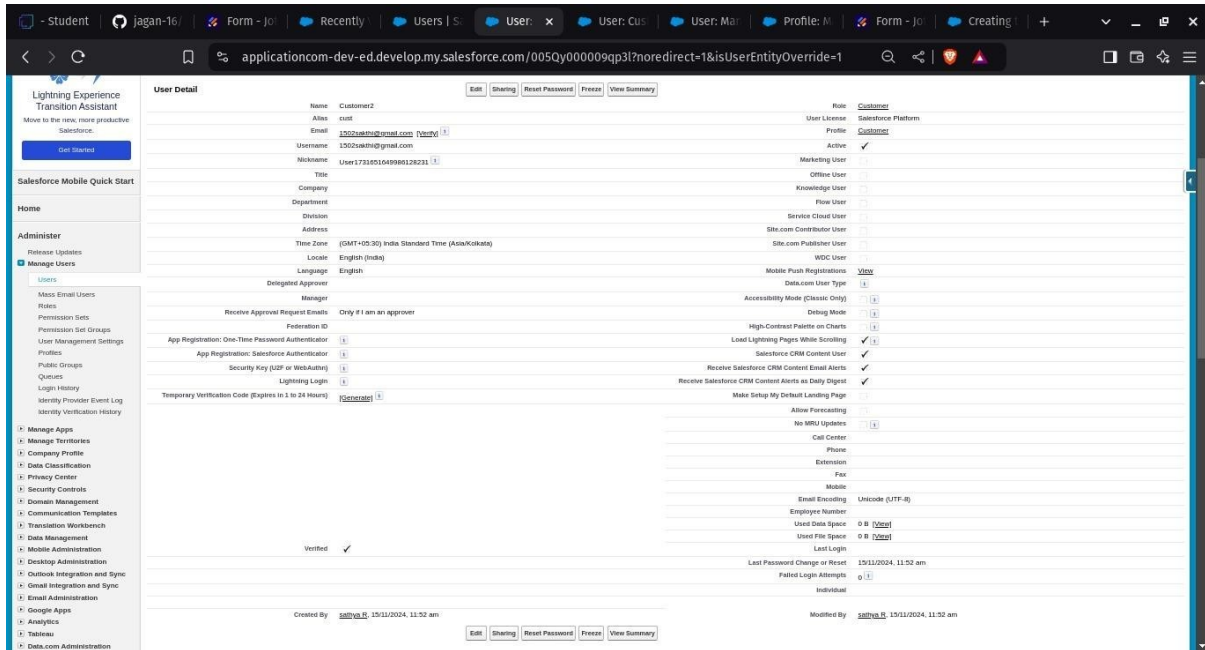 - Student
jagan-16/
Form - Jo
Recently
Users | S
User:
User: Cus
User: Mar
Profile: M
Form - Jo
Creating t
applicationcom-dev-ed.develop.my.salesforce.com/005Qy000009qp3l?noredirect=1&isUserEntityOverride=1
Lightning Experience
Transition Assistant
Move to the new, more productive
Salesforce.
Get Started
Salesforce Mobile Quick Start
Home
Administer
Release Updates
Manage Users
Users
Mass Email Users
Roles
Permission Sets
Permission Set Groups
User Management Settings
Profiles
Public Groups
Queues
Login History
Identity Provider Event Log
Identity Verification History
Manage Apps
Manage Territories
Company Profile
Data Classification
Privacy Center
Security Controls
Domain Management
Communication Templates
Translation Workbench
Data Management
Mobile Administration
Desktop Administration
Outlook Integration and Sync
Gmail Integration and Sync
Email Administration
Google Apps
Analytics
Tableau
Data.com Administration
User Detail
Edit Sharing Reset Password Freeze View Summary
Name Customer2
Alias cust
Email 1502sakthi@gmail.com [Verify] i
Username 1502sakthi@gmail.com
Nickname User1731651649986128231 i
Title
Company
Department
Division
Address
Time Zone (GMT+05:30) India Standard Time (Asia/Kolkata)
Locale English (India)
Language English
Delegated Approver
Manager
Receive Approval Request Emails Only if I am an approver
Federation ID
App Registration: One-Time Password Authenticator i
App Registration: Salesforce Authenticator i
Security Key (U2F or WebAuthn) i
Lightning Login i
Temporary Verification Code (Expires in 1 to 24 Hours) [Generate] i
Verified ✓
Created By sathya R, 15/11/2024, 11:52 am
Role Customer
User License Salesforce Platform
Profile Customer
Active ✓
Marketing User
Offline User
Knowledge User
Flow User
Service Cloud User
Site.com Contributor User
Site.com Publisher User
WDC User
Mobile Push Registrations View
Data.com User Type i
Accessibility Mode (Classic Only) i
Debug Mode i
High-Contrast Palette on Charts i
Load Lightning Pages While Scrolling ✓ i
Salesforce CRM Content User ✓
Receive Salesforce CRM Content Email Alerts ✓
Receive Salesforce CRM Content Alerts as Daily Digest ✓
Make Setup My Default Landing Page
Allow Forecasting
No MRU Updates i
Call Center
Phone
Extension
Fax
Mobile
Email Encoding Unicode (UTF-8)
Employee Number
Used Data Space 0 B [View]
Used File Space 0 B [View]
Last Login
Last Password Change or Reset 15/11/2024, 11:52 am
Failed Login Attempts 0 i
Individual
Modified By sathya R, 15/11/2024, 11:52 am
Edit Sharing Reset Password Freeze View Summary